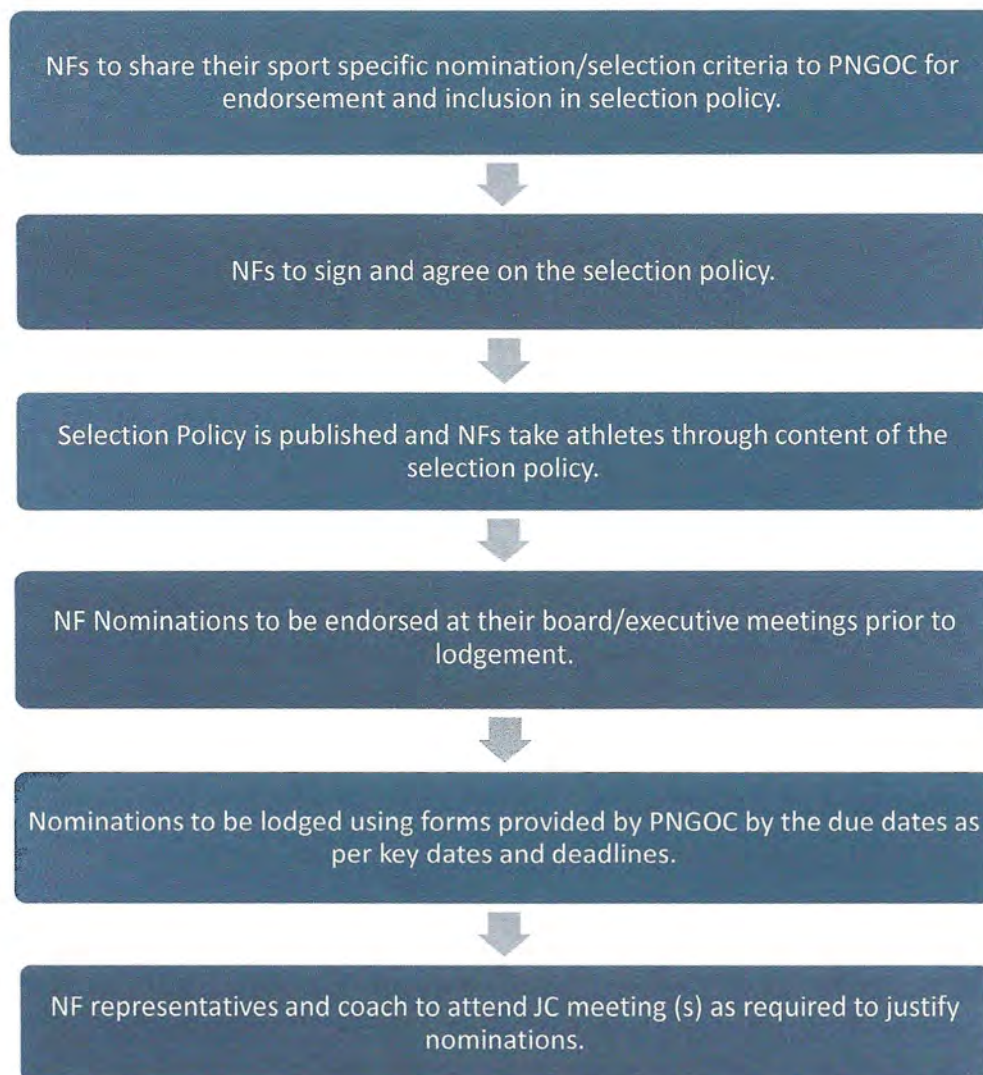 NFs to share their sport specific nomination/selection criteria to PNGOC for
endorsement and inclusion in selection policy.
NFs to sign and agree on the selection policy.
Selection Policy is published and NFs take athletes through content of the
selection policy.
NF Nominations to be endorsed at their board/executive meetings prior to
lodgement.
Nominations to be lodged using forms provided by PNGOC by the due dates as
per key dates and deadlines.
NF representatives and coach to attend JC meeting (s) as required to justify
nominations.